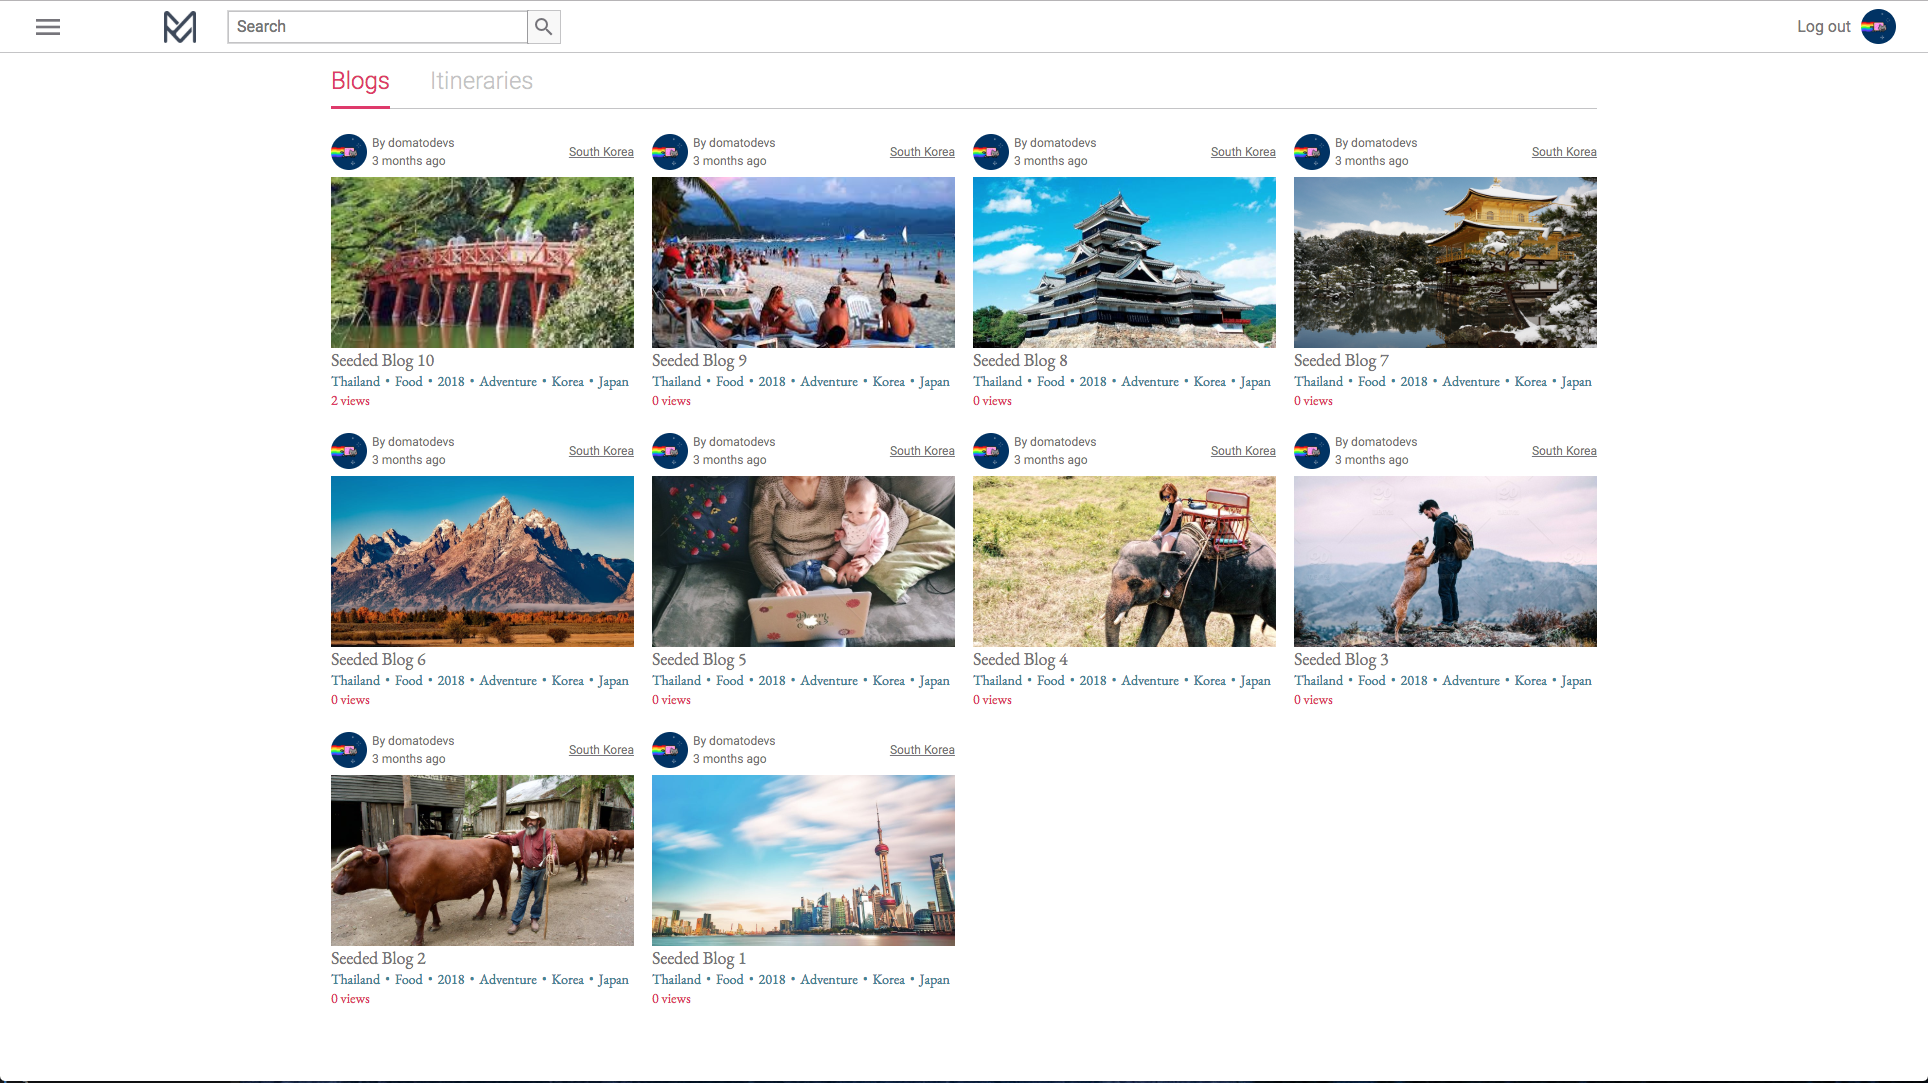 Search
Log out
Blogs Itineraries
By domatodevs
3 months ago
South Korea
Seeded Blog 10
Thailand • Food • 2018 • Adventure • Korea • Japan
2 views
By domatodevs
3 months ago
South Korea
Seeded Blog 9
Thailand • Food • 2018 • Adventure • Korea • Japan
0 views
By domatodevs
3 months ago
South Korea
Seeded Blog 8
Thailand • Food • 2018 • Adventure • Korea • Japan
0 views
By domatodevs
3 months ago
South Korea
Seeded Blog 7
Thailand • Food • 2018 • Adventure • Korea • Japan
0 views
By domatodevs
3 months ago
South Korea
Seeded Blog 6
Thailand • Food • 2018 • Adventure • Korea • Japan
0 views
By domatodevs
3 months ago
South Korea
Seeded Blog 5
Thailand • Food • 2018 • Adventure • Korea • Japan
0 views
By domatodevs
3 months ago
South Korea
Seeded Blog 4
Thailand • Food • 2018 • Adventure • Korea • Japan
0 views
By domatodevs
3 months ago
South Korea
Seeded Blog 3
Thailand • Food • 2018 • Adventure • Korea • Japan
0 views
By domatodevs
3 months ago
South Korea
Seeded Blog 2
Thailand • Food • 2018 • Adventure • Korea • Japan
0 views
By domatodevs
3 months ago
South Korea
Seeded Blog 1
Thailand • Food • 2018 • Adventure • Korea • Japan
0 views